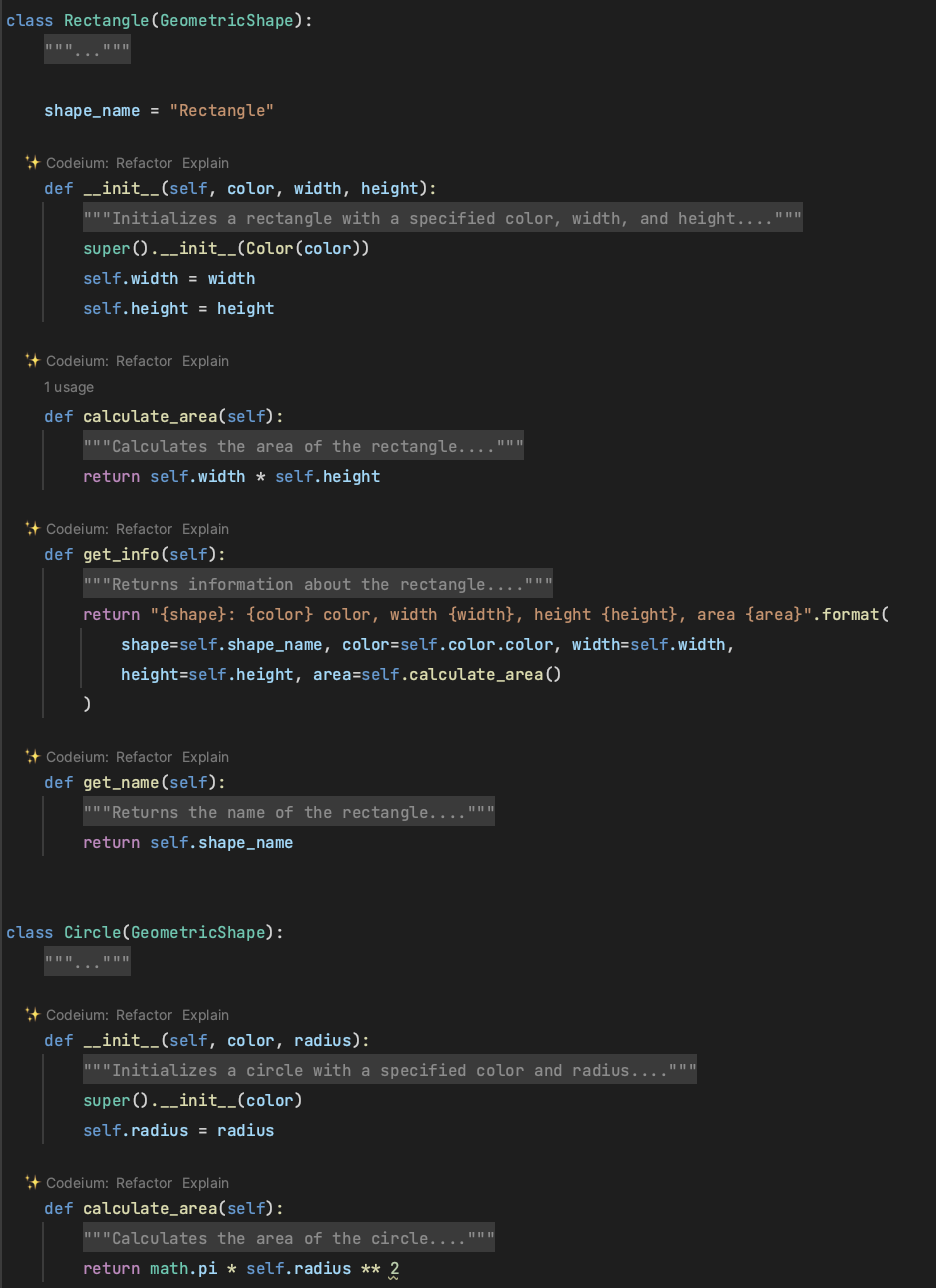 class Rectangle(GeometricShape):
    """..."""
    shape_name = "Rectangle"
✨ Codeium: Refactor Explain
    def __init__(self, color, width, height):
        """Initializes a rectangle with a specified color, width, and height...."""
        super().__init__(Color(color))
        self.width = width
        self.height = height
✨ Codeium: Refactor Explain
    1 usage
    def calculate_area(self):
        """Calculates the area of the rectangle...."""
        return self.width * self.height
✨ Codeium: Refactor Explain
    def get_info(self):
        """Returns information about the rectangle...."""
        return "{shape}: {color} color, width {width}, height {height}, area {area}".format(
            shape=self.shape_name, color=self.color.color, width=self.width,
            height=self.height, area=self.calculate_area()
        )
✨ Codeium: Refactor Explain
    def get_name(self):
        """Returns the name of the rectangle...."""
        return self.shape_name
class Circle(GeometricShape):
    """..."""
✨ Codeium: Refactor Explain
    def __init__(self, color, radius):
        """Initializes a circle with a specified color and radius...."""
        super().__init__(color)
        self.radius = radius
✨ Codeium: Refactor Explain
    def calculate_area(self):
        """Calculates the area of the circle...."""
        return math.pi * self.radius ** 2